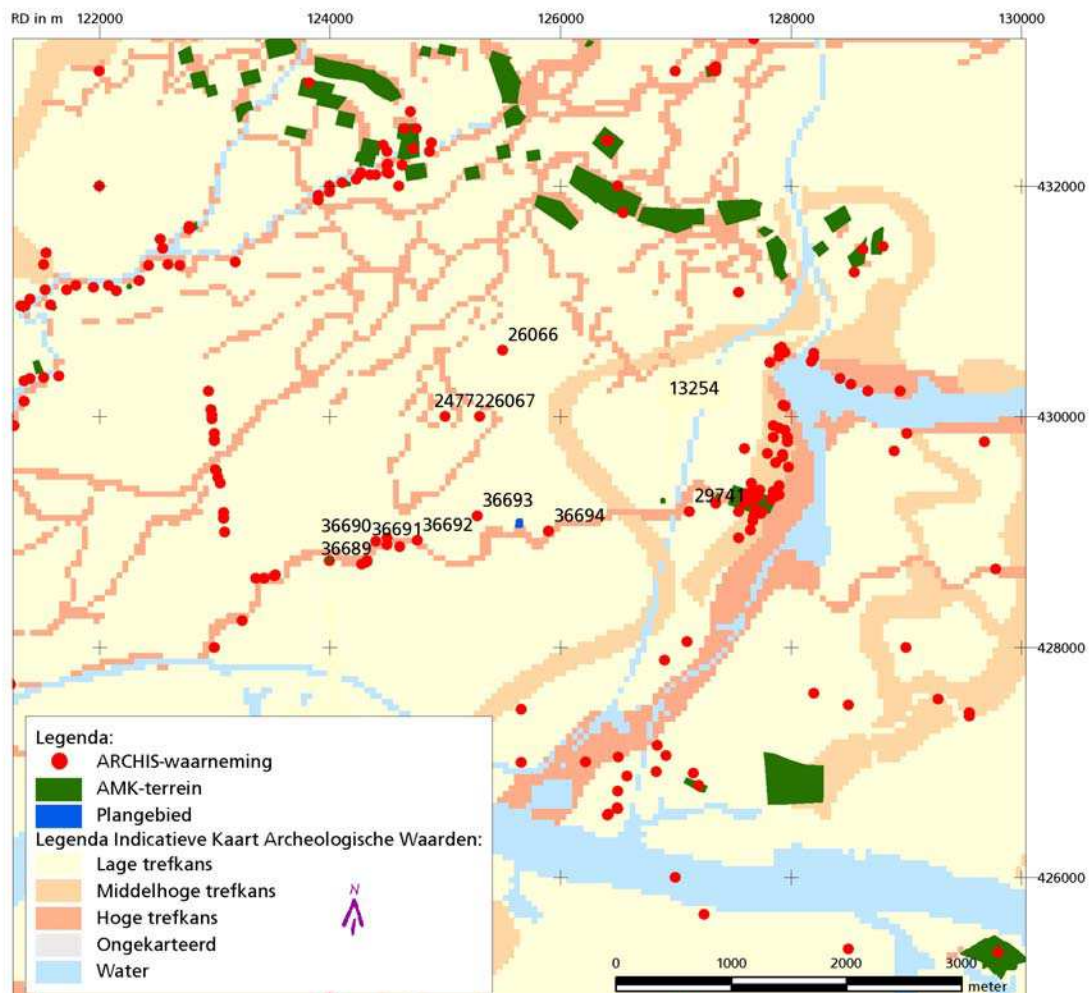 RD in m 122000 124000 126000 128000 130000
432000
26066
13254
430000
2477226067
36693
29741
36690 36691 36692 36694
36689
428000
Legenda:
ARCHIS-waarneming
AMK-terrein
Plangebied
Legenda Indicatieve Kaart Archeologische Waarden:
Lage trefkans
426000
Middelhoge trefkans
N
Hoge trefkans
Ongekarteerd
Water
0 1000 2000 3000
meter